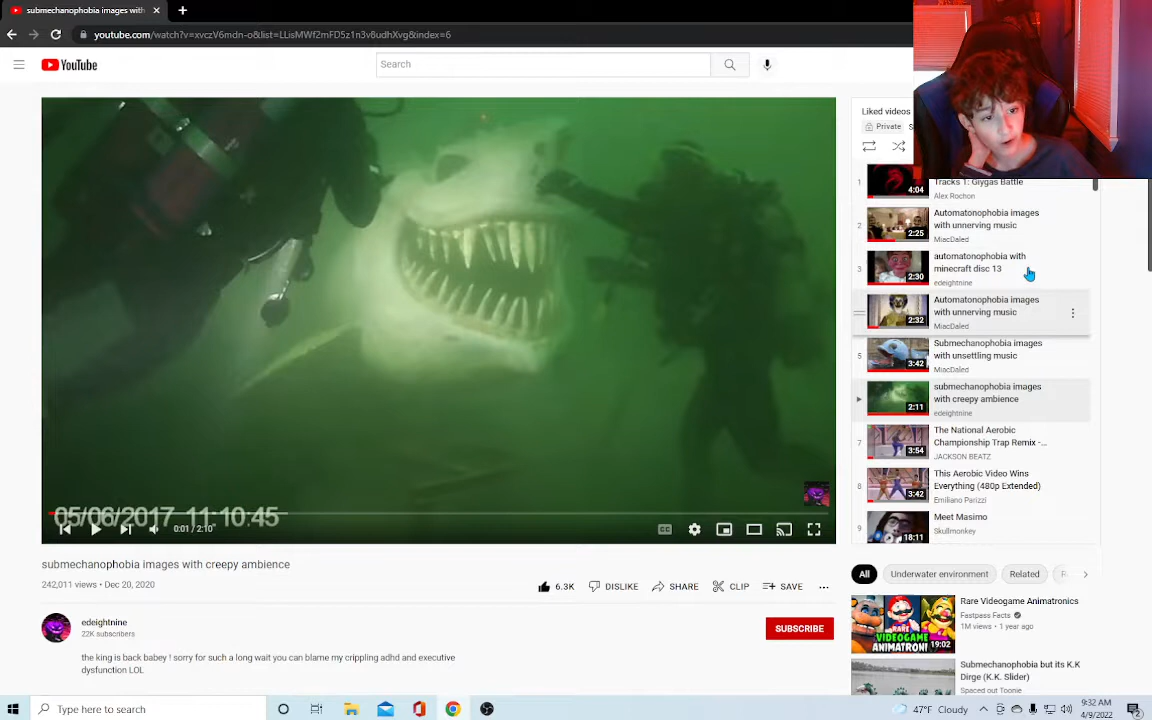 submechanophobia images with
youtube.com/watch?v=xvczV6mdn-o&list=LLisMWf2mFD5z1n3v6udhXvg&index=6
YouTube
Search
Liked videos
Private
1
4:04
Tracks 1: Giygas Battle
Alex Rochon
2
2:25
Automatonophobia images
with unnerving music
MiacDaled
3
2:30
automatonophobia with
minecraft disc 13
edeightnine
2:32
Automatonophobia images
with unnerving music
MiacDaled
5
3:42
Submechanophobia images
with unsettling music
MiacDaled
2:11
submechanophobia images
with creepy ambience
edeightnine
7
3:54
The National Aerobic
Championship Trap Remix -...
JACKSON BEATZ
8
3:42
This Aerobic Video Wins
Everything (480p Extended)
Emiliano Parizzi
9
18:11
Meet Masimo
Skullmonkey
05/06/2017 11:10:45
0:01 / 2:10
CC
submechanophobia images with creepy ambience
242,011 views • Dec 20, 2020
6.3K
DISLIKE
SHARE
CLIP
SAVE
edeightnine
22K subscribers
SUBSCRIBE
the king is back babey ! sorry for such a long wait you can blame my crippling adhd and executive
dysfunction LOL
All
Underwater environment
Related
RARE
VIDEOGAME
ANIMATRONI
19:02
Rare Videogame Animatronics
Fastpass Facts
1M views • 1 year ago
Submechanophobia but its K.K
Dirge (K.K. Slider)
Spaced out Toonie
Type here to search
47°F Cloudy
9:32 AM
4/9/2022
2